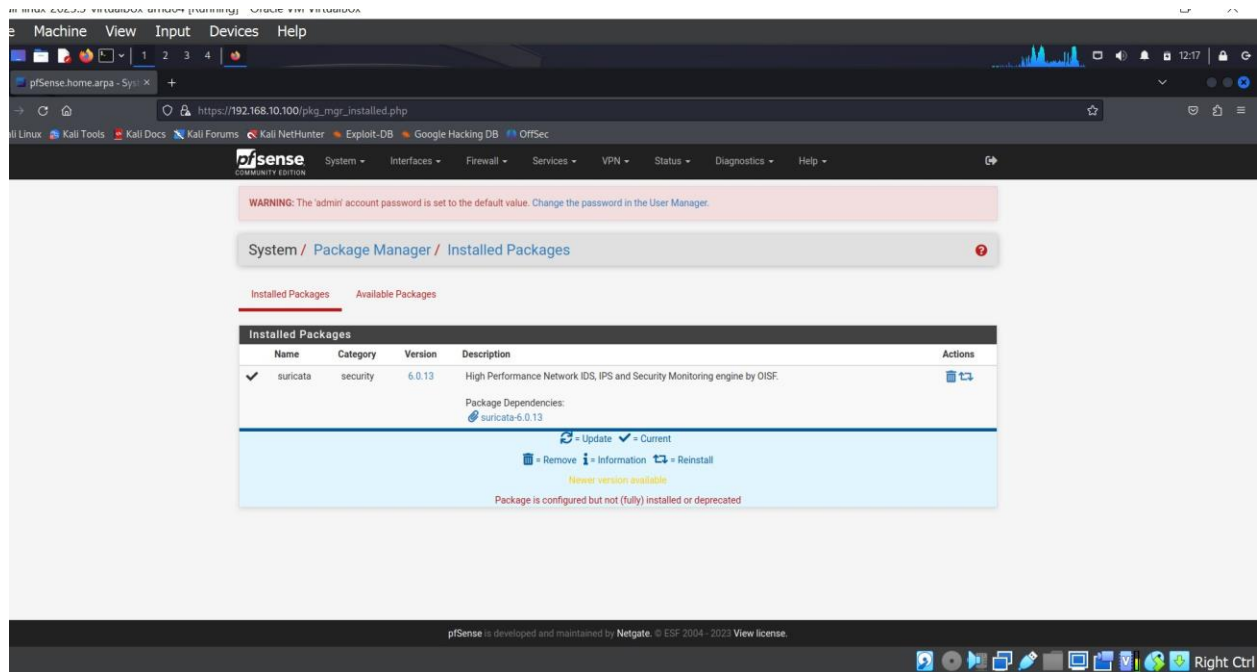 Machine View Input Devices Help
1 2 3 4 12:17
pfSense.home.arpa - Sys
https://192.168.10.100/pkg_mgr_installed.php
Kali Tools Kali Docs Kali Forums Kali NetHunter Exploit-DB Google Hacking DB OffSec
pfsense System Interfaces Firewall Services VPN Status Diagnostics Help
COMMUNITY EDITION
WARNING: The 'admin' account password is set to the default value. Change the password in the User Manager.
System / Package Manager / Installed Packages
Installed Packages Available Packages
Installed Packages
Name Category Version Description Actions
suricata security 6.0.13 High Performance Network IDS, IPS and Security Monitoring engine by OISF.
Package Dependencies:
suricata-6.0.13
= Update = Current
= Remove = Information = Reinstall
Newer version available
Package is configured but not (fully) installed or deprecated
pfSense is developed and maintained by Netgate. © ESF 2004 - 2023 View license.
Right Ctrl